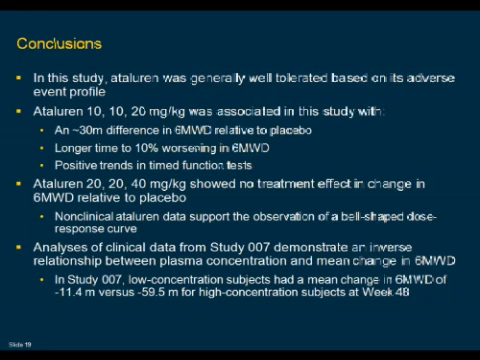 Conclusions
In this study, ataluren was generally well tolerated based on its adverse
event profile
Ataluren 10, 10, 20 mg/kg was associated in this study with:
An ~30m difference in 6MWD relative to placebo
Longer time to 10% worsening in 6MWD
Positive trends in timed function tests
Ataluren 20, 20, 40 mg/kg showed no treatment effect in change in
6MWD relative to placebo
Nonclinical ataluren data support the observation of a bell-shaped dose-
response curve
Analyses of clinical data from Study 007 demonstrate an inverse
relationship between plasma concentration and mean change in 6MWD
In Study 007, low-concentration subjects had a mean change in 6MWD of
-11.4 m versus -59.5 m for high-concentration subjects at Week 48
Slide 19